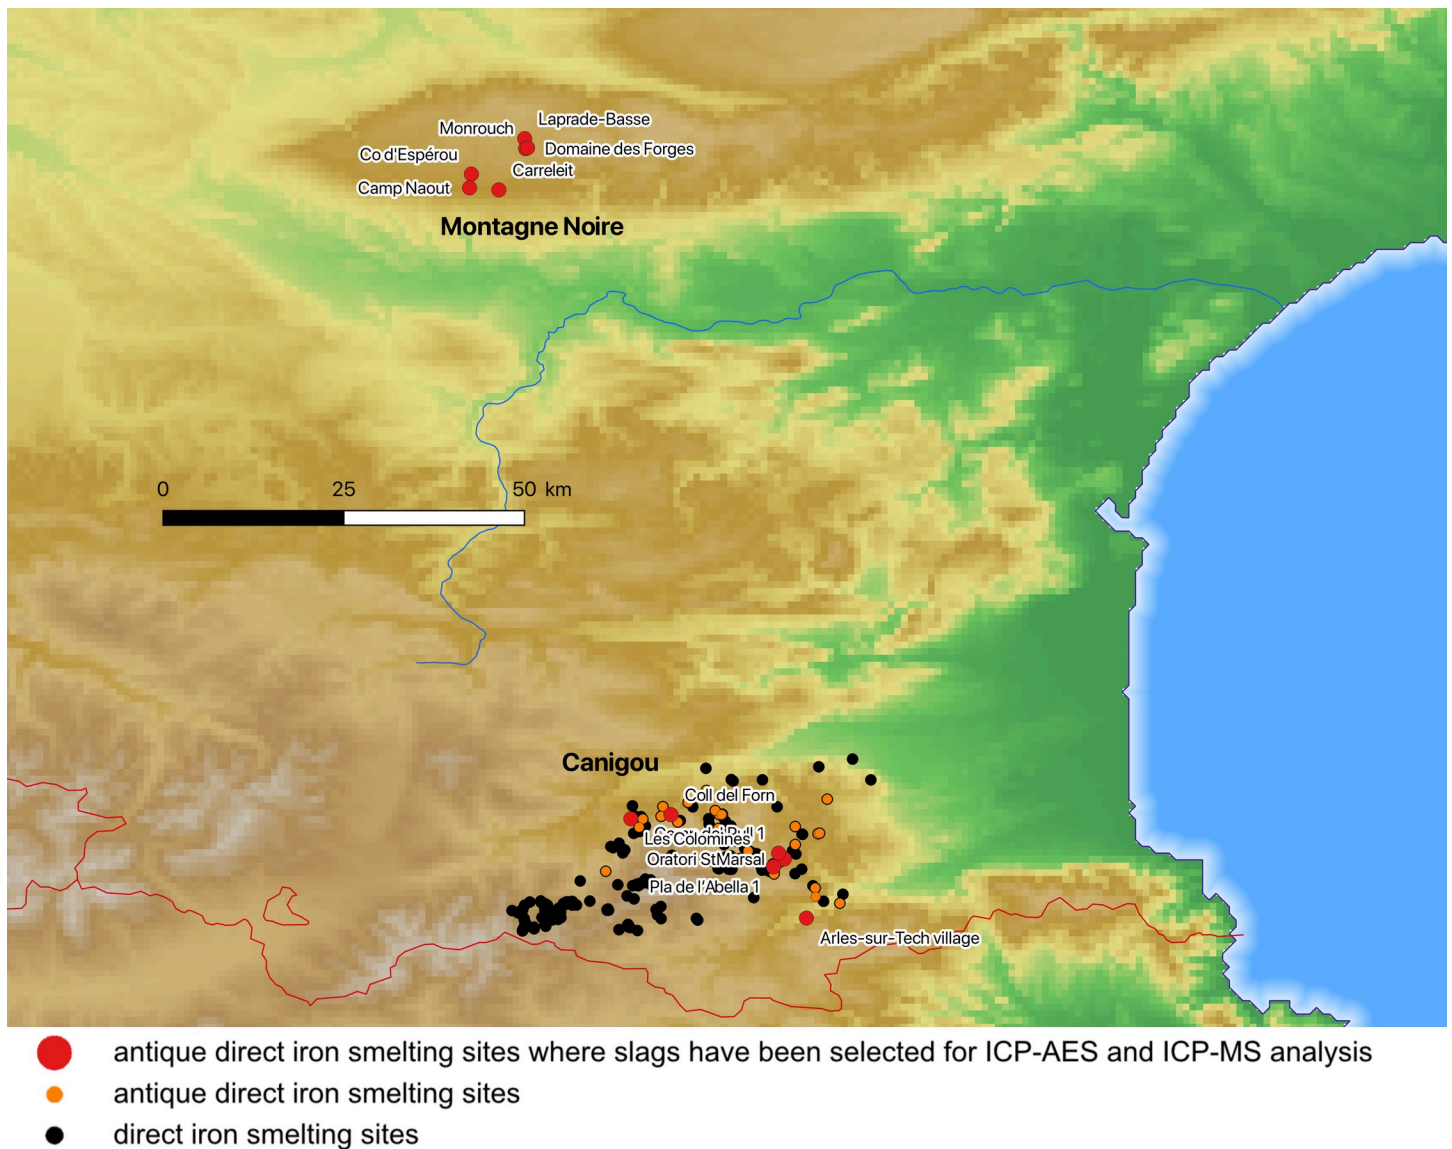 Laprade-Basse
Monrouch
Domaine des Forges
Co d'Espérou
Carreleit
Camp Naout
Montagne Noire
0 25 50 km
Canigou
Coll del Forn
Bull 1
Les Colomines
Oratori StMarsal
Pla de l'Abella 1
Arles-sur-Tech village
antique direct iron smelting sites where slags have been selected for ICP-AES and ICP-MS analysis
antique direct iron smelting sites
direct iron smelting sites